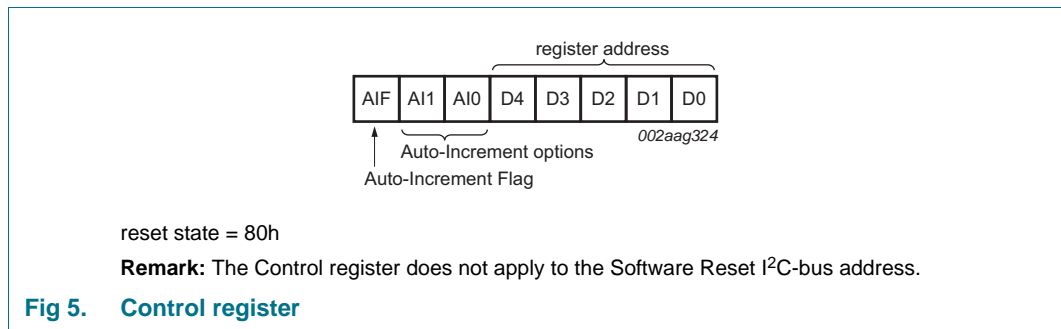 register address
AIF AI1 AI0 D4 D3 D2 D1 D0
002aag324
Auto-Increment options
Auto-Increment Flag
reset state = 80h
Remark: The Control register does not apply to the Software Reset I²C-bus address.
Fig 5. Control register